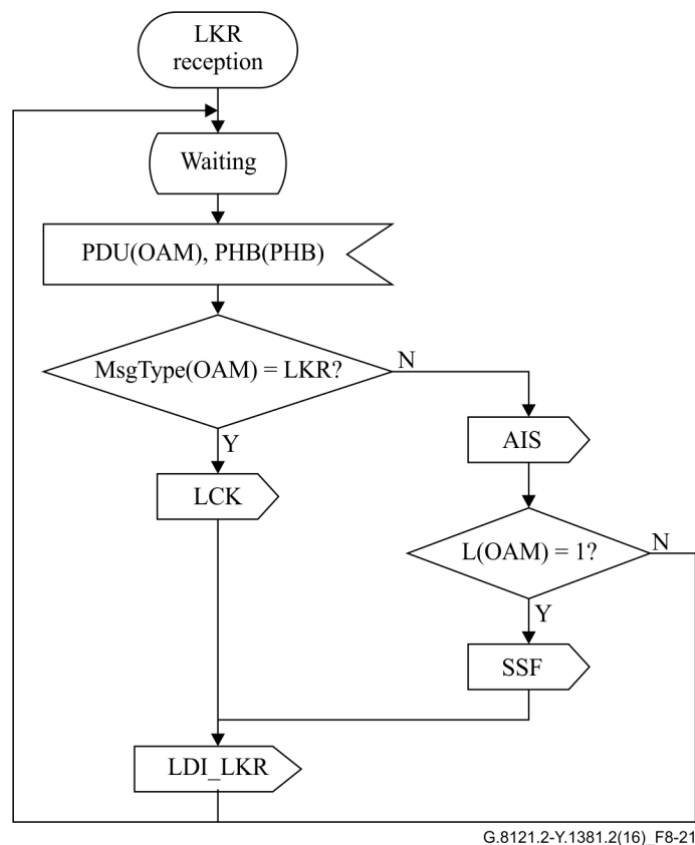 LKR
reception
Waiting
PDU(OAM), PHB(PHB)
MsgType(OAM) = LKR?
N
Y
AIS
LCK
L(OAM) = 1?
N
Y
SSF
LDI_LKR
G.8121.2-Y.1381.2(16)_F8-21